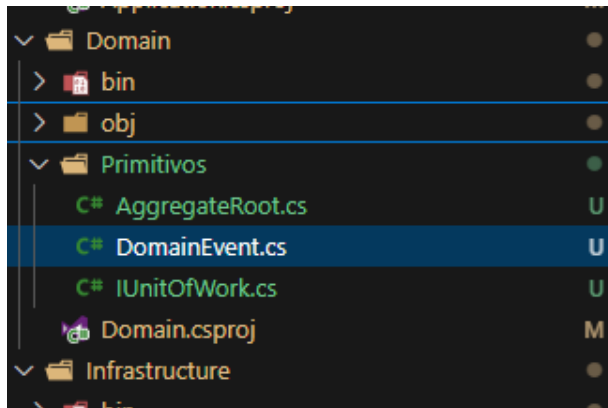 Domain
bin
obj
Primitivos
C# AggregateRoot.cs U
C# DomainEvent.cs U
C# IUnitOfWork.cs U
Domain.csproj M
Infrastructure